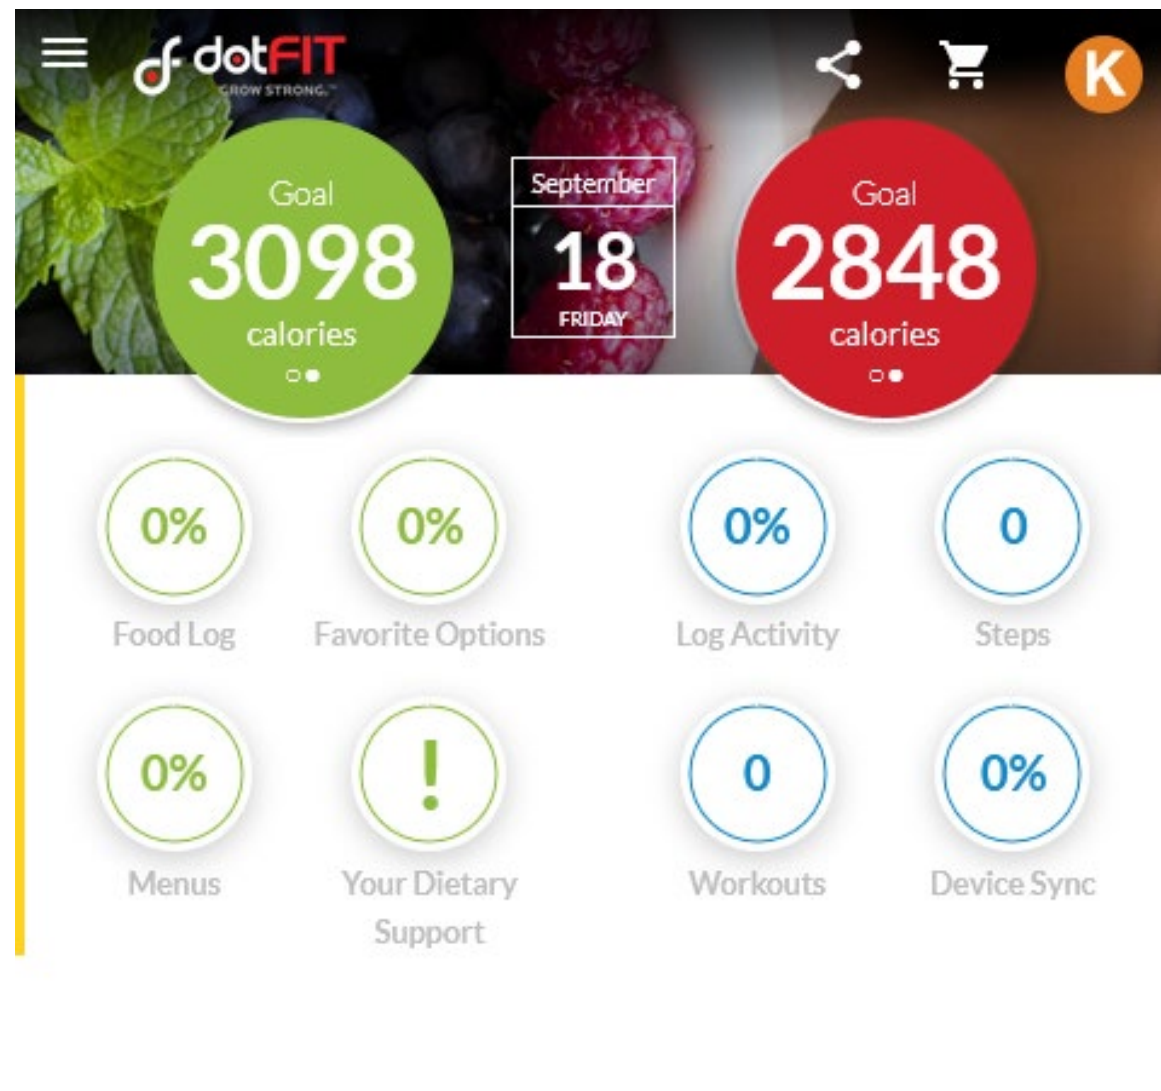 dotFIT
GROW STRONG.™
K
Goal
3098
calories
September
18
FRIDAY
Goal
2848
calories
0%
Food Log
0%
Favorite Options
0%
Log Activity
0
Steps
0%
Menus
!
Your Dietary
Support
0
Workouts
0%
Device Sync